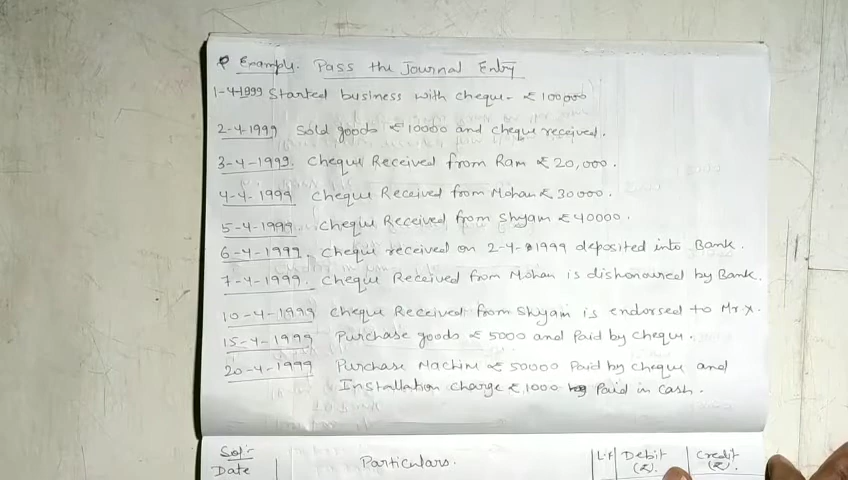 Example. Pass the Journal Entry
1-4-1999 Started business with cheque - ₹ 100,000
2-4-1999 Sold goods ₹ 10000 and cheque received.
3-4-1999. Cheque Received from Ram ₹ 20,000.
4-4-1999 Cheque Received from Mohan ₹ 30000.
5-4-1999. Cheque Received from Shyam ₹ 40000.
6-4-1999. Cheque received on 2-4-1999 deposited into Bank.
7-4-1999. Cheque Received from Mohan is dishonoured by Bank.
10-4-1999 Cheque Received from Shyam is endorsed to Mr. X.
15-4-1999 Purchase goods ₹ 5000 and Paid by cheque.
20-4-1999 Purchase Machine ₹ 50000 Paid by cheque and
Installation charge ₹ 1000 Paid in cash.
Sol:-
Date Particulars. L.F Debit (₹). Credit (₹).